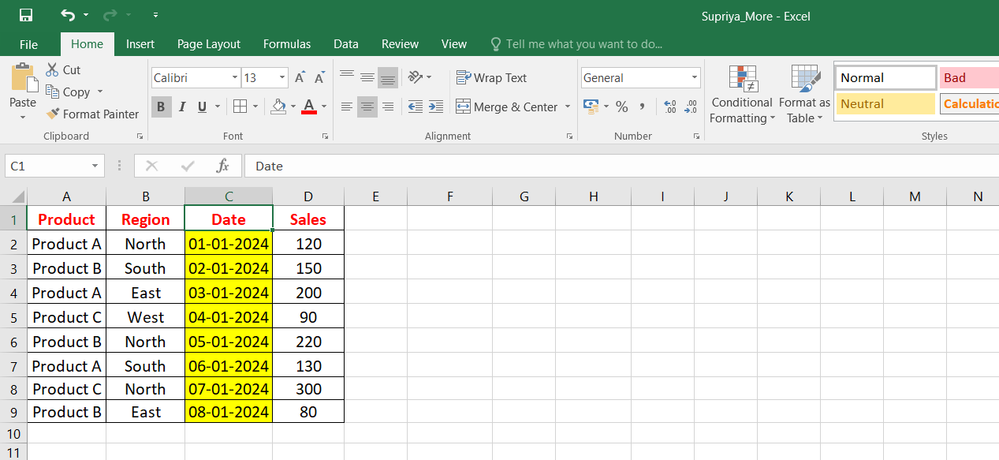 Supriya_More - Excel
File Home Insert Page Layout Formulas Data Review View Tell me what you want to do...
Paste Cut Calibri 13 A A Wrap Text General Conditional Formatting Format as Table Normal Bad
Copy B I U A Merge & Center % , .00 .0 Neutral Calculatio
Format Painter
Clipboard Font Alignment Number Styles
C1 fx Date
A B C D E F G H I J K L M N
1 Product Region Date Sales
2 Product A North 01-01-2024 120
3 Product B South 02-01-2024 150
4 Product A East 03-01-2024 200
5 Product C West 04-01-2024 90
6 Product B North 05-01-2024 220
7 Product A South 06-01-2024 130
8 Product C North 07-01-2024 300
9 Product B East 08-01-2024 80
10
11